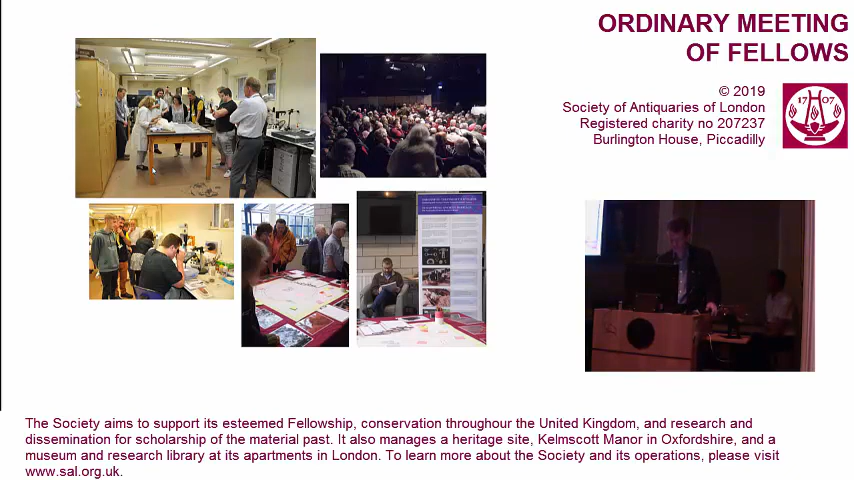 ORDINARY MEETING
OF FELLOWS
© 2019
Society of Antiquaries of London
Registered charity no 207237
Burlington House, Piccadilly
17 07
The Society aims to support its esteemed Fellowship, conservation throughour the United Kingdom, and research and
dissemination for scholarship of the material past. It also manages a heritage site, Kelmscott Manor in Oxfordshire, and a
museum and research library at its apartments in London. To learn more about the Society and its operations, please visit
www.sal.org.uk.